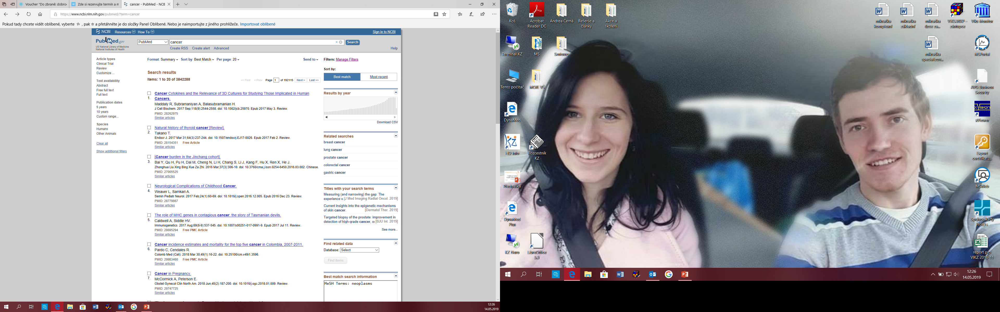 Voucher "Do zbraně: dobrod
Zde si rezervujte termín a m
cancer - PubMed - NCB
https://www.ncbi.nlm.nih.gov/pubmed/?term=cancer
Pokud tady chcete vidět oblíbené, vyberte , pak ☆ a přetáhněte je do složky Panel Oblíbené. Nebo je naimportujte z jiného prohlížeče. Importovat oblíbené
NCBI Resources How To Sign in to NCBI
PubMed.gov
US National Library of Medicine
National Institutes of Health
PubMed cancer Search
Create RSS Create alert Advanced Help
Article types
Clinical Trial
Review
Customize ...
Text availability
Abstract
Free full text
Full text
Publication dates
5 years
10 years
Custom range...
Species
Humans
Other Animals
Clear all
Show additional filters
Format: Summary Sort by: Best Match Per page: 20 Send to
Search results
Items: 1 to 20 of 3842288
<< First < Prev Page 1 of 192115 Next > Last >>
Cancer Cytokines and the Relevance of 3D Cultures for Studying Those Implicated in Human
1. Cancers.
Maddaly R, Subramaniyan A, Balasubramanian H.
J Cell Biochem. 2017 Sep;118(9):2544-2558. doi: 10.1002/jcb.25970. Epub 2017 May 3. Review.
PMID: 28262975
Similar articles
Natural history of thyroid cancer [Review].
2. Takano T.
Endocr J. 2017 Mar 31;64(3):237-244. doi: 10.1507/endocrj.EJ17-0026. Epub 2017 Feb 2. Review.
PMID: 28154351 Free Article
Similar articles
[Cancer burden in the Jinchang cohort].
3. Bai Y, Qu H, Pu H, Dai M, Cheng N, Li H, Chang S, Li J, Kang F, Hu X, Ren X, He J.
Zhonghua Liu Xing Bing Xue Za Zhi. 2016 Mar;37(3):306-10. doi: 10.3760/cma.j.issn.0254-6450.2016.03.002. Chinese.
PMID: 27005525
Similar articles
Neurological Complications of Childhood Cancer.
4. Weaver L, Samkari A.
Semin Pediatr Neurol. 2017 Feb;24(1):60-69. doi: 10.1016/j.spen.2016.12.005. Epub 2016 Dec 23. Review.
PMID: 28779867
Similar articles
The role of MHC genes in contagious cancer: the story of Tasmanian devils.
5. Caldwell A, Siddle HV.
Immunogenetics. 2017 Aug;69(8-9):537-545. doi: 10.1007/s00251-017-0991-9. Epub 2017 Jul 11. Review.
PMID: 28695294 Free PMC Article
Similar articles
Cancer incidence estimates and mortality for the top five cancer in Colombia, 2007-2011.
6. Pardo C, Cendales R.
Colomb Med (Cali). 2018 Mar 30;49(1):16-22. doi: 10.25100/cm.v49i1.3596.
PMID: 29983460 Free PMC Article
Similar articles
Cancer in Pregnancy.
7. McCormick A, Peterson E.
Obstet Gynecol Clin North Am. 2018 Jun;45(2):187-200. doi: 10.1016/j.ogc.2018.01.009. Review.
PMID: 29747725
Similar articles
Filters: Manage Filters
Sort by:
Best match Most recent
Results by year
Download CSV
Related searches
breast cancer
lung cancer
prostate cancer
colorectal cancer
gastric cancer
Titles with your search terms
Measuring (and narrowing) the gap: The
experience v. [J Med Imaging Radiat Oncol. 2019]
Current insights into the epigenetic mechanisms
of skin cancer. [Dermatol Ther. 2019]
Targeted biopsy of the prostate: improvement in
detection of high-grade cancer, or [BJU Int. 2019]
See more...
Find related data
Database: Select
Find items
Best match search information
MeSH Terms: neoplasms
12:26
14.05.2019
Koš
Acrobat Reader DC
Andrea Černá
Rešerše a články
Akce a školení
Terminal KZ
MS
Smlouvy
Tento počítač
MOJE VŠ
DynaMed
HD info
Rozcestník KZ
Přednáška
DynaMed Plus
KZ Nero
LibreOffice 5.3
mikračka komplexní
mikračka základní
mikračka úzce za...
VIKS.WXP – zástupce
VIks Monitor
mikračka specializov...
MSPortal
AVG Business Security
xVision
xViewer
Export certifikatu...
MSWeb
Správce karty ProID+
report pro VIKZ 2018-11
12:26
14.05.2019